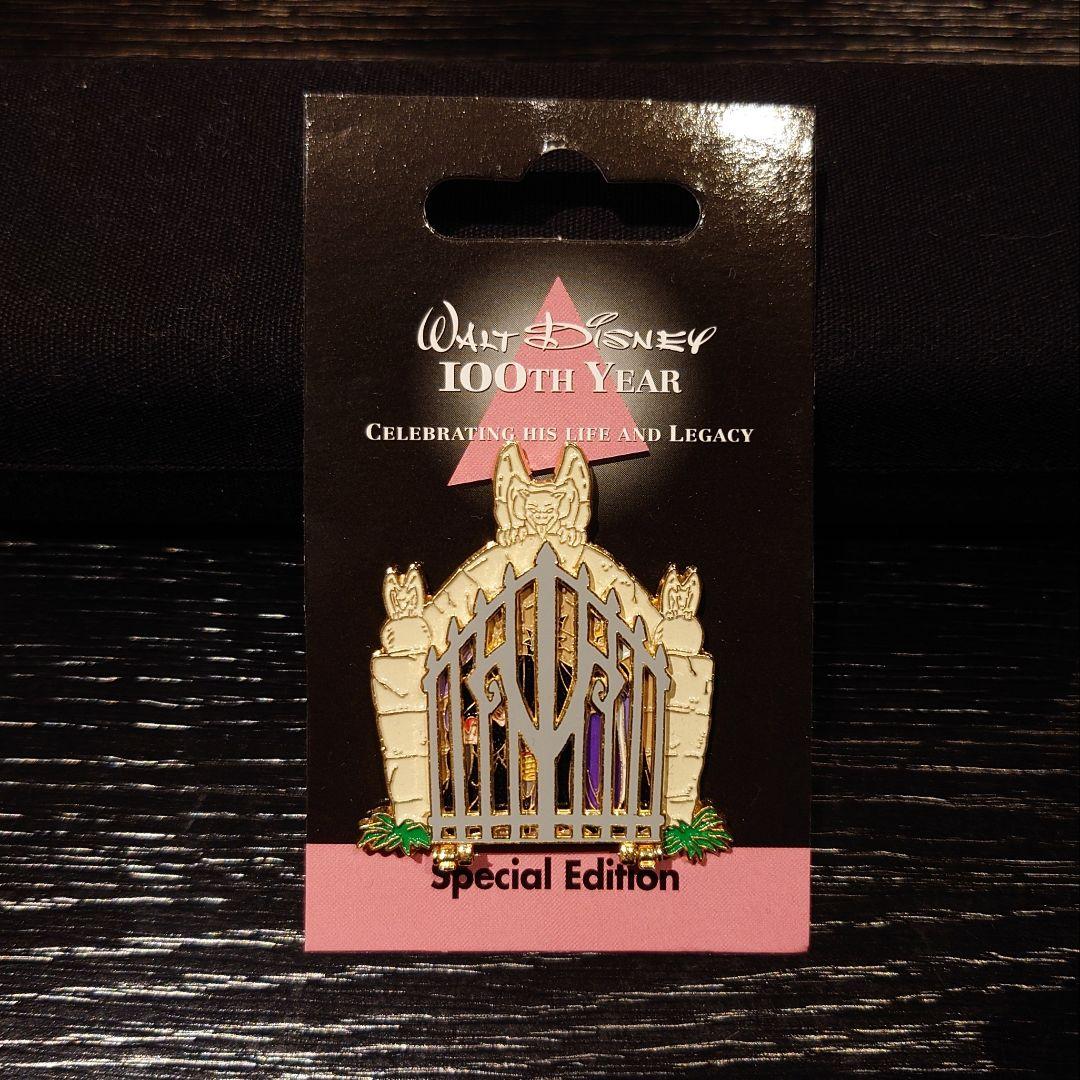 WALT DISNEY
100TH YEAR
CELEBRATING HIS LIFE AND LEGACY
Special Edition